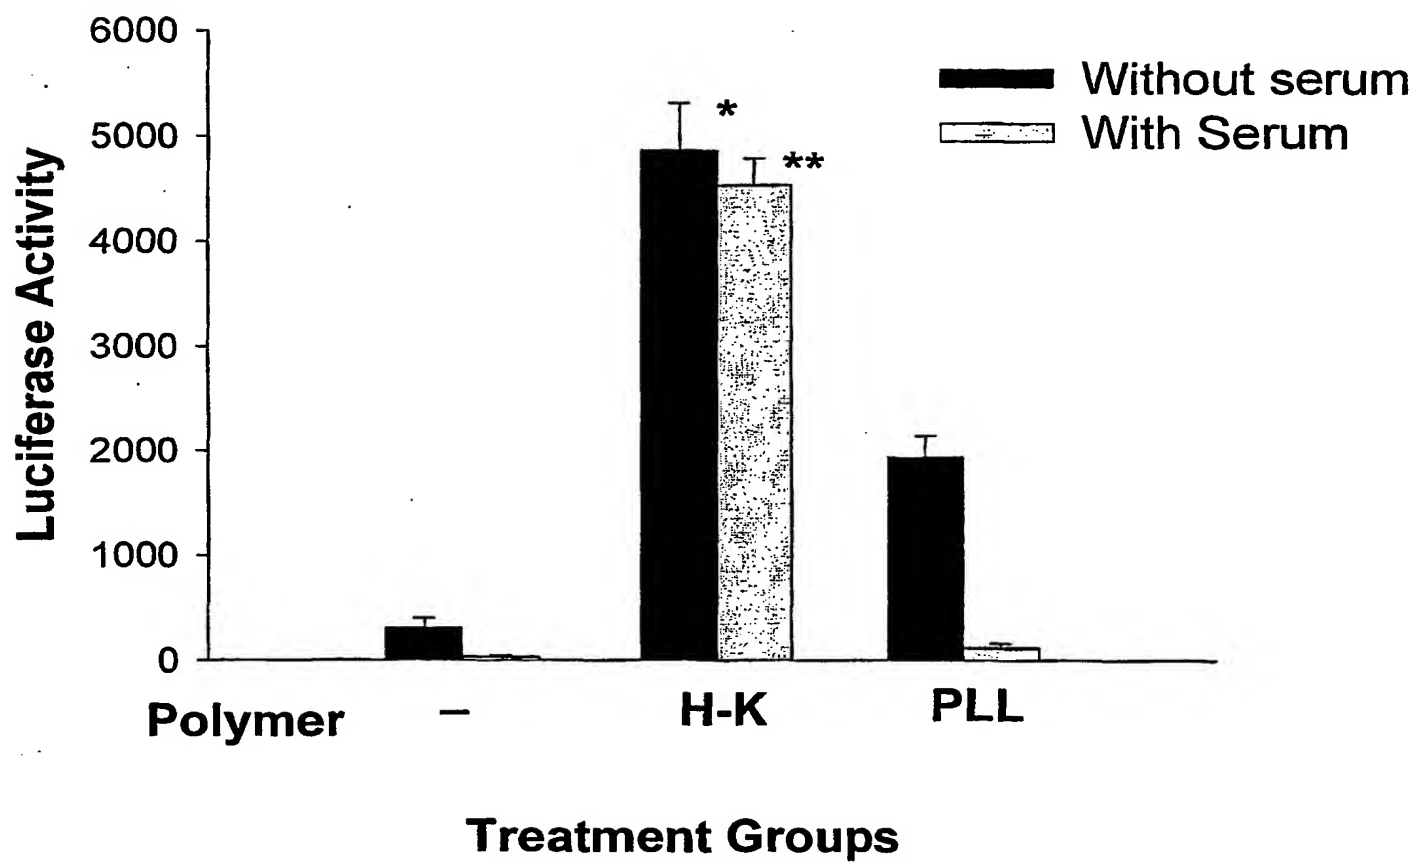 6000
5000
4000
3000
2000
1000
0
Luciferase Activity
Without serum
With Serum
*
**
Polymer – H-K PLL
Treatment Groups